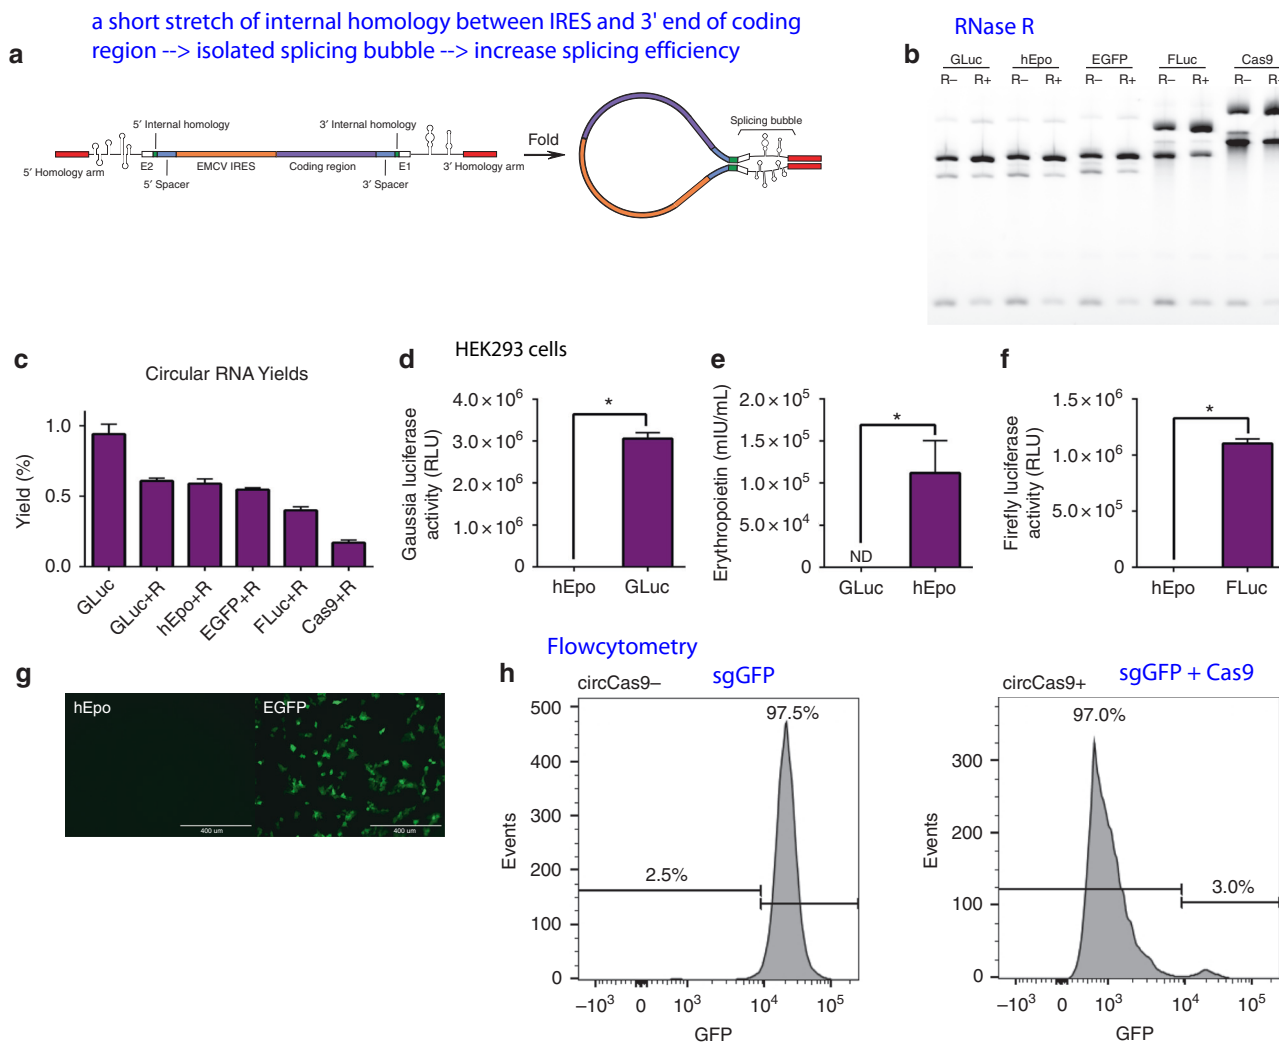 a short stretch of internal homology between IRES and 3' end of coding
region --> isolated splicing bubble --> increase splicing efficiency
a
5′ Internal homology
3′ Internal homology
E2
EMCV IRES
Coding region
E1
5′ Homology arm
3′ Homology arm
5′ Spacer
3′ Spacer
Fold
Splicing bubble
RNase R
b
GLuc hEpo EGFP FLuc Cas9
R– R+ R– R+ R– R+ R– R+ R– R+
c
Circular RNA Yields
Yield (%)
1.0
0.5
0.0
GLuc GLuc+R hEpo+R EGFP+R FLuc+R Cas9+R
d
HEK293 cells
Gaussia luciferase
activity (RLU)
4.0 × 10⁶
3.0 × 10⁶
2.0 × 10⁶
1.0 × 10⁶
0
*
hEpo GLuc
e
Erythropoietin (mIU/mL)
2.0 × 10⁵
1.5 × 10⁵
1.0 × 10⁵
5.0 × 10⁴
0
*
ND
GLuc hEpo
f
Firefly luciferase
activity (RLU)
1.5 × 10⁶
1.0 × 10⁶
5.0 × 10⁵
0
*
hEpo FLuc
g
hEpo
EGFP
400 um
400 um
Flowcytometry
h
circCas9–
sgGFP
97.5%
2.5%
Events
500
400
300
200
100
0
–10³ 0 10³ 10⁴ 10⁵
GFP
circCas9+
sgGFP + Cas9
97.0%
3.0%
Events
300
200
100
0
–10³ 0 10³ 10⁴ 10⁵
GFP